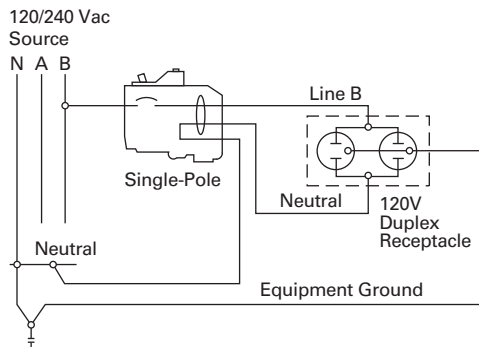 120/240 Vac
Source
N A B
Line B
Single-Pole
Neutral
120V
Duplex
Receptacle
Neutral
Equipment Ground